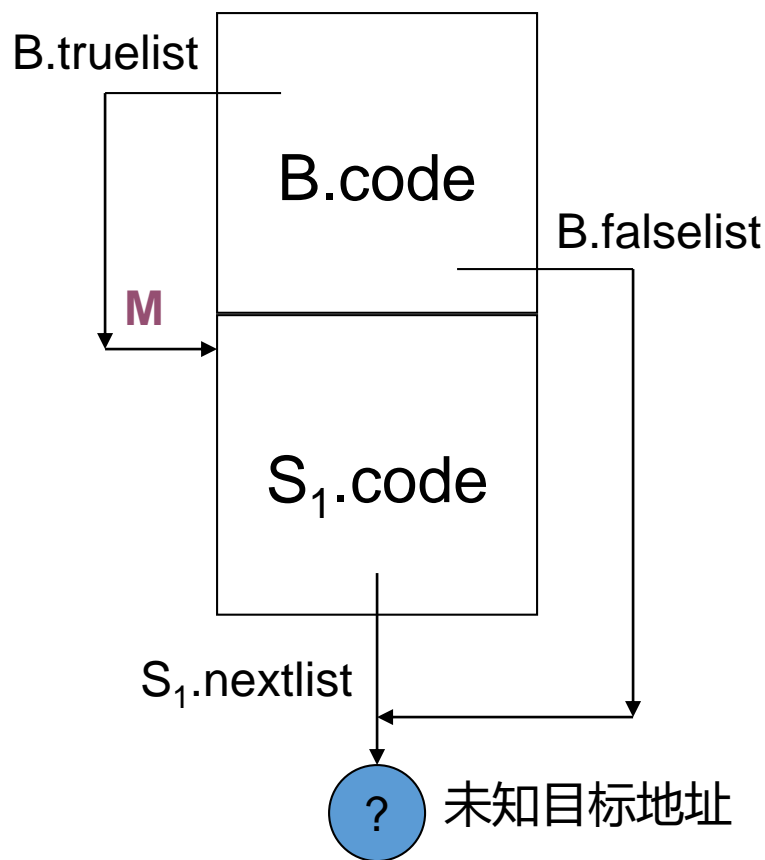 B.truelist
B.code
B.falselist
M
S₁.code
S₁.nextlist
?
未知目标地址